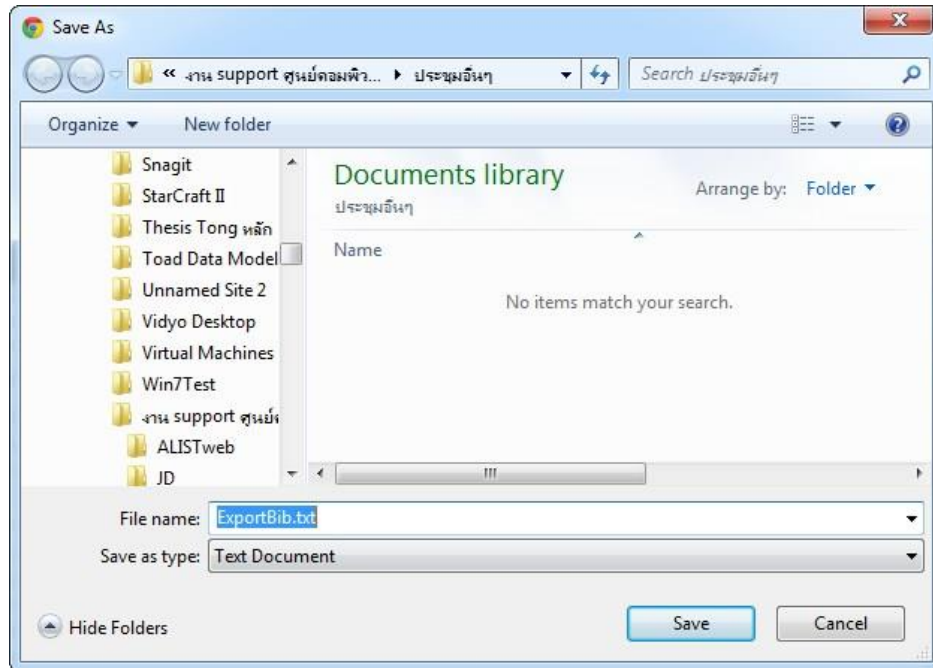 Save As
« งาน support ศูนย์คอมพิว... ▸ ประชุมอื่นๆ
Search ประชุมอื่นๆ
Organize
New folder
Snagit
StarCraft II
Thesis Tong หลัก
Toad Data Model
Unnamed Site 2
Vidyo Desktop
Virtual Machines
Win7Test
งาน support ศูนย์
ALISTweb
JD
Documents library
ประชุมอื่นๆ
Arrange by: Folder
Name
No items match your search.
File name: ExportBib.txt
Save as type: Text Document
Hide Folders
Save
Cancel